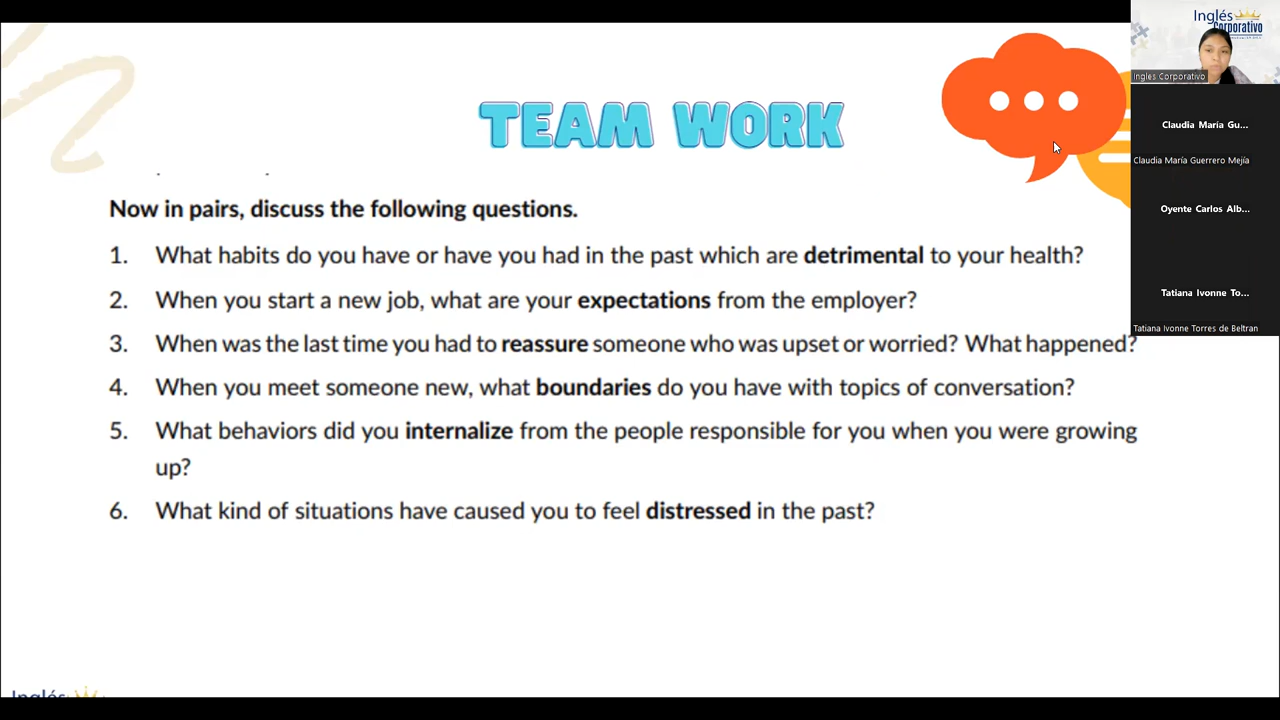 TEAM WORK
Now in pairs, discuss the following questions.
1. What habits do you have or have you had in the past which are detrimental to your health?
2. When you start a new job, what are your expectations from the employer?
3. When was the last time you had to reassure someone who was upset or worried? What happened?
4. When you meet someone new, what boundaries do you have with topics of conversation?
5. What behaviors did you internalize from the people responsible for you when you were growing
up?
6. What kind of situations have caused you to feel distressed in the past?
Inglés
Inglés
Corporativo
Ingles Corporativo
Claudia María Gu...
Claudia María Guerrero Mejía
Oyente Carlos Alb...
Tatiana Ivonne To...
Tatiana Ivonne Torres de Beltran